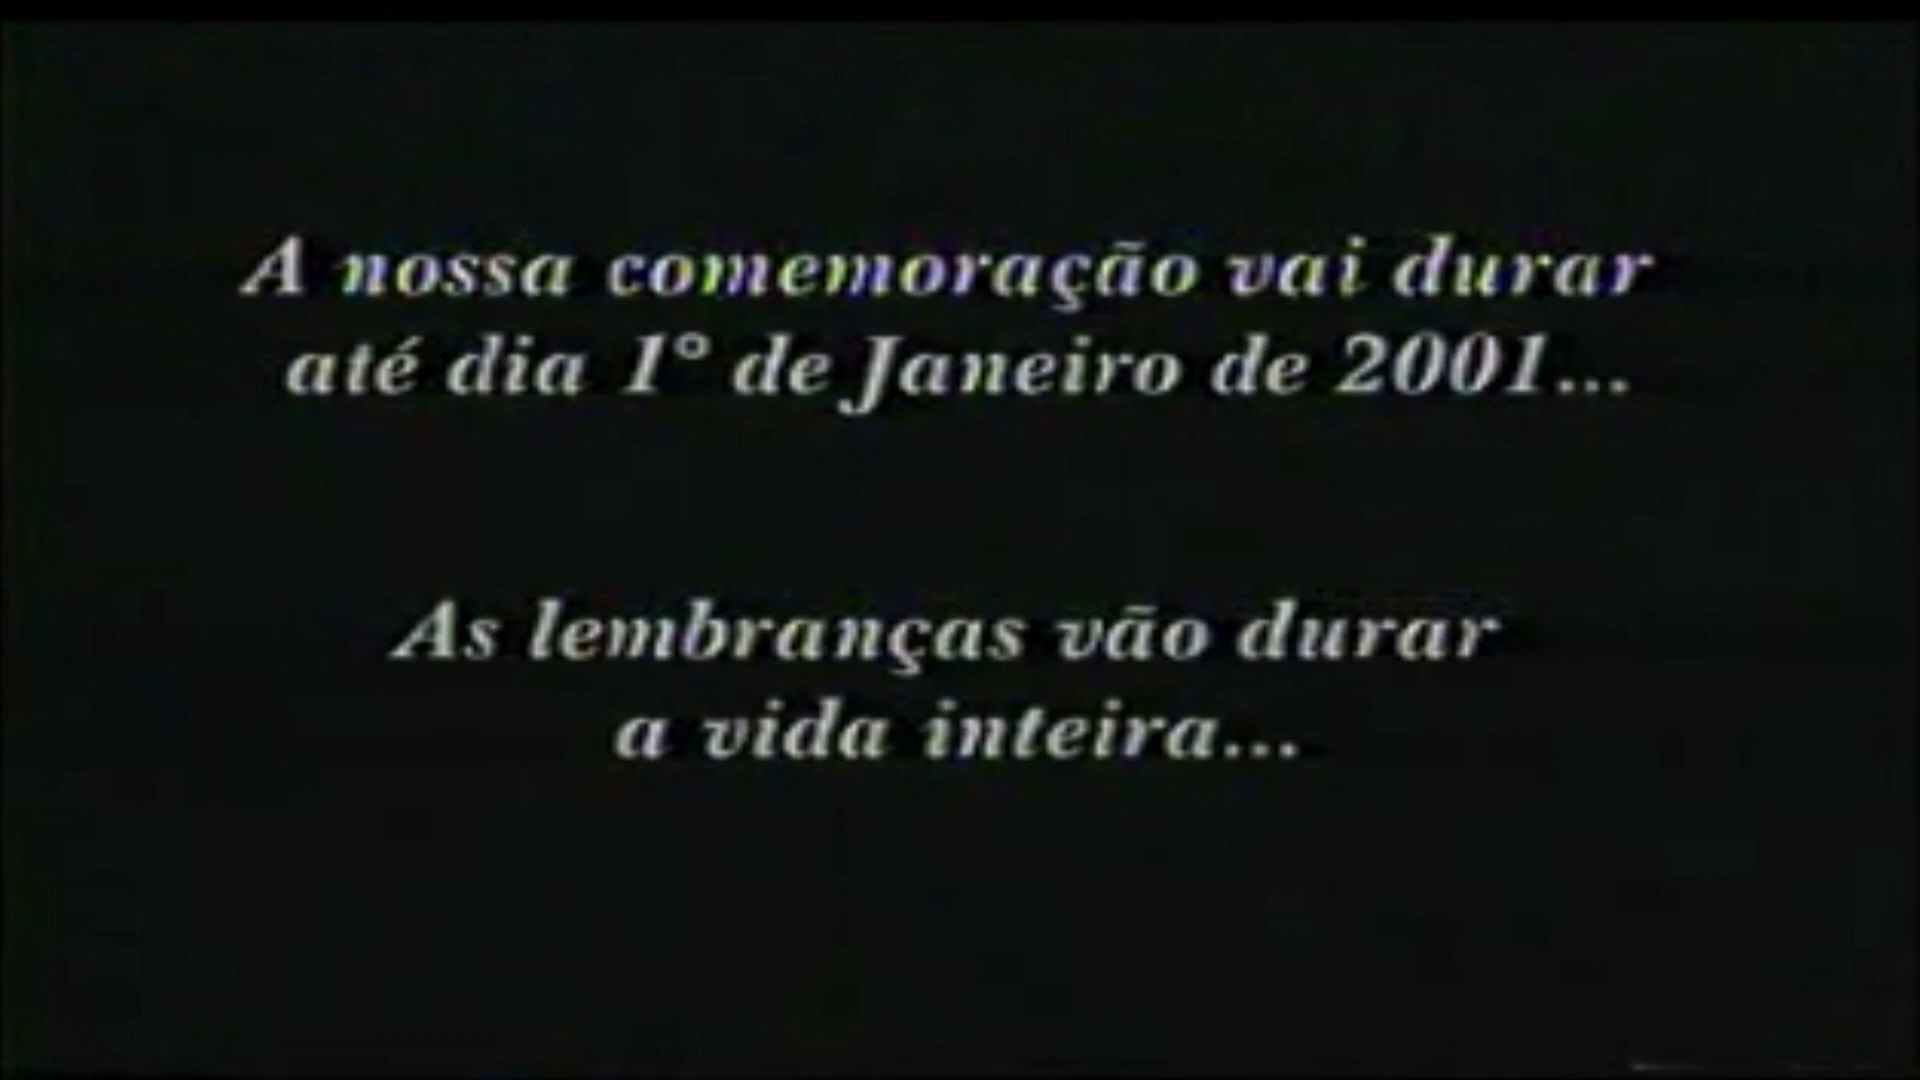 A nossa comemoração vai durar
até dia 1° de Janeiro de 2001...
As lembranças vão durar
a vida inteira...